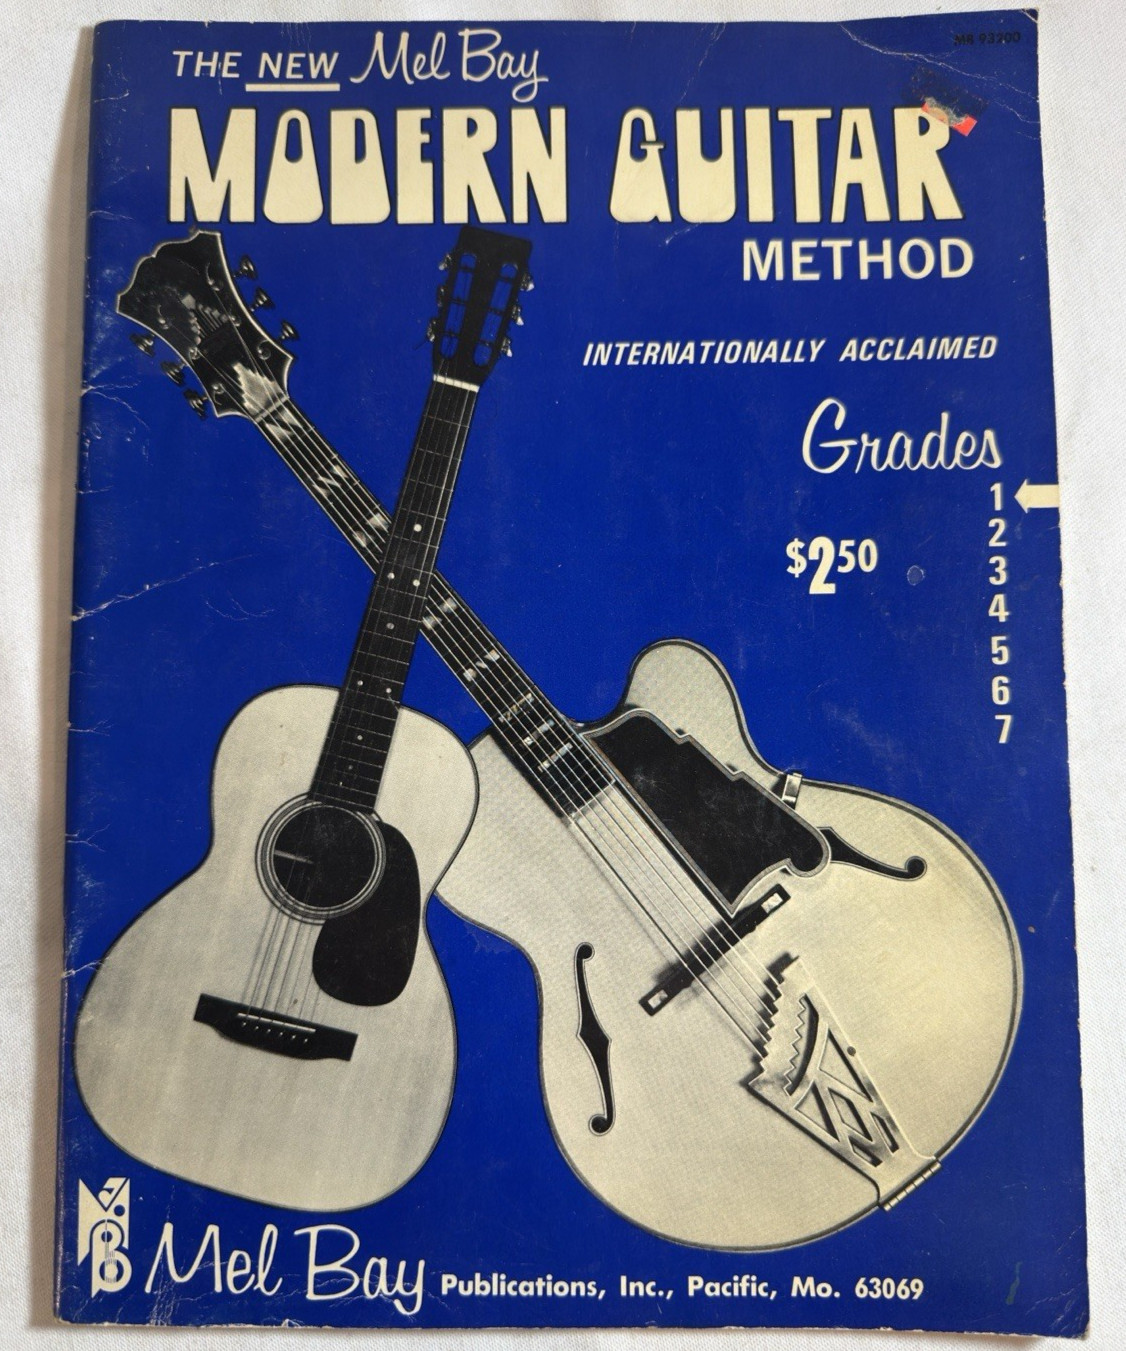 MB 93200
THE NEW Mel Bay
MODERN GUITAR
METHOD
INTERNATIONALLY ACCLAIMED
Grades
1
2
$2.50
3
4
5
6
7
Mel Bay Publications, Inc., Pacific, Mo. 63069